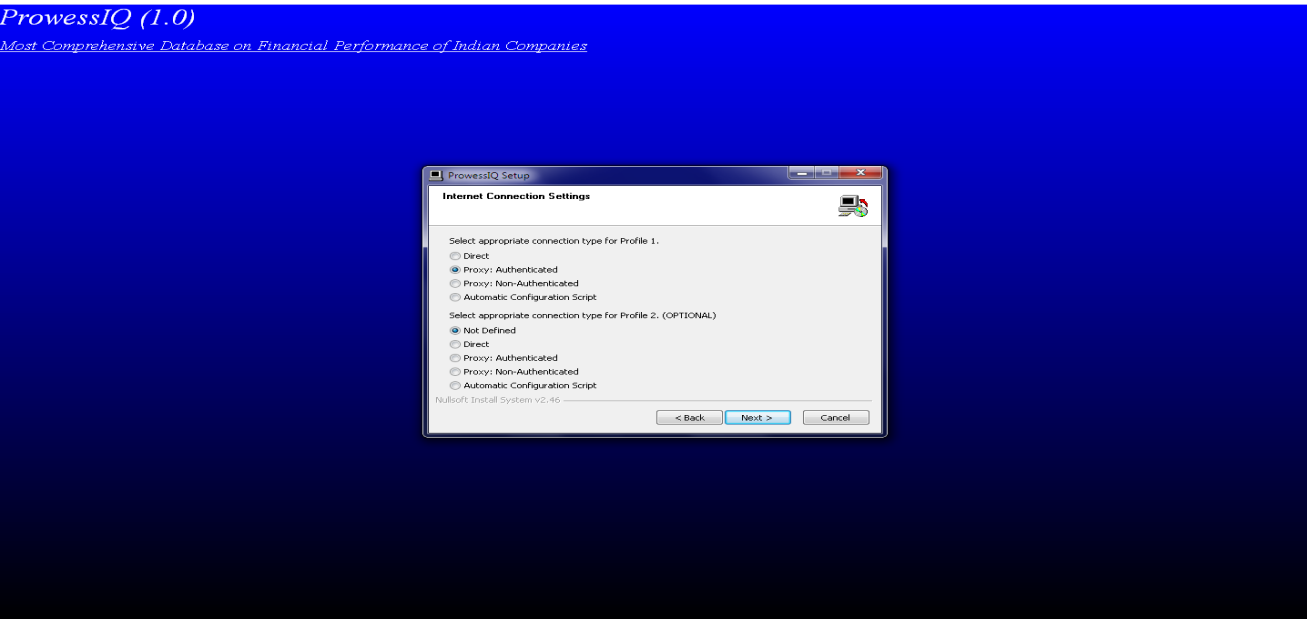 ProwessIQ (1.0)
Most Comprehensive Database on Financial Performance of Indian Companies
ProwessIQ Setup
Internet Connection Settings
Select appropriate connection type for Profile 1.
Direct
Proxy: Authenticated
Proxy: Non-Authenticated
Automatic Configuration Script
Select appropriate connection type for Profile 2. (OPTIONAL)
Not Defined
Direct
Proxy: Authenticated
Proxy: Non-Authenticated
Automatic Configuration Script
Nullsoft Install System v2.46
< Back Next > Cancel